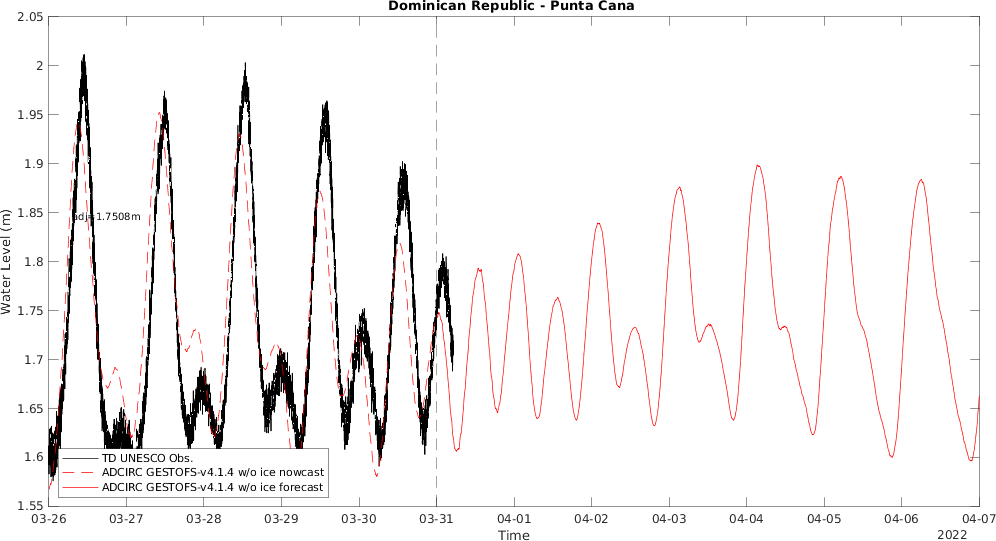 Dominican Republic - Punta Cana
2.05
2
1.95
1.9
1.85
1.8
1.75
1.7
1.65
1.6
1.55
Water Level (m)
adj=1.7508m
TD UNESCO Obs.
ADCIRC GESTOFS-v4.1.4 w/o ice nowcast
ADCIRC GESTOFS-v4.1.4 w/o ice forecast
03-26 03-27 03-28 03-29 03-30 03-31 04-01 04-02 04-03 04-04 04-05 04-06 04-07
Time
2022